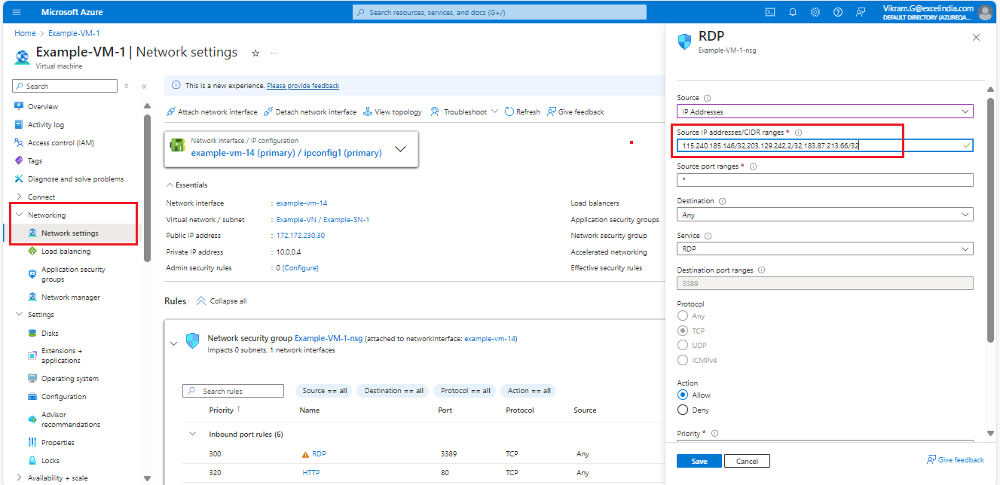 Microsoft Azure
Search resources, services, and docs (G+/)
Vikram.G@excelindia.com
DEFAULT DIRECTORY (AZUREQA...
Home > Example-VM-1
Example-VM-1 | Network settings
Virtual machine
Search
Overview
Activity log
Access control (IAM)
Tags
Diagnose and solve problems
Connect
Networking
Network settings
Load balancing
Application security
groups
Network manager
Settings
Disks
Extensions +
applications
Operating system
Configuration
Advisor
recommendations
Properties
Locks
Availability + scale
This is a new experience. Please provide feedback
Attach network interface Detach network interface View topology Troubleshoot Refresh Give feedback
Network interface / IP configuration
example-vm-14 (primary) / ipconfig1 (primary)
Essentials
Network interface : example-vm-14
Virtual network / subnet : Example-VN / Example-SN-1
Public IP address : 172.172.230.30
Private IP address : 10.0.0.4
Admin security rules : 0 (Configure)
Load balancers
Application security groups
Network security group
Accelerated networking
Effective security rules
Rules Collapse all
Network security group Example-VM-1-nsg (attached to networkInterface: example-vm-14)
Impacts 0 subnets, 1 network interfaces
Search rules Source == all Destination == all Protocol == all Action == all
Priority ↑ Name Port Protocol Source
Inbound port rules (6)
300 RDP 3389 TCP Any
320 HTTP 80 TCP Any
RDP
Example-VM-1-nsg
Source
IP Addresses
Source IP addresses/CIDR ranges *
115.240.185.146/32,203.129.242.2/32,183.87.213.66/32
Source port ranges *
*
Destination
Any
Service
RDP
Destination port ranges
3389
Protocol
Any
TCP
UDP
ICMPv4
Action
Allow
Deny
Priority *
Save Cancel Give feedback